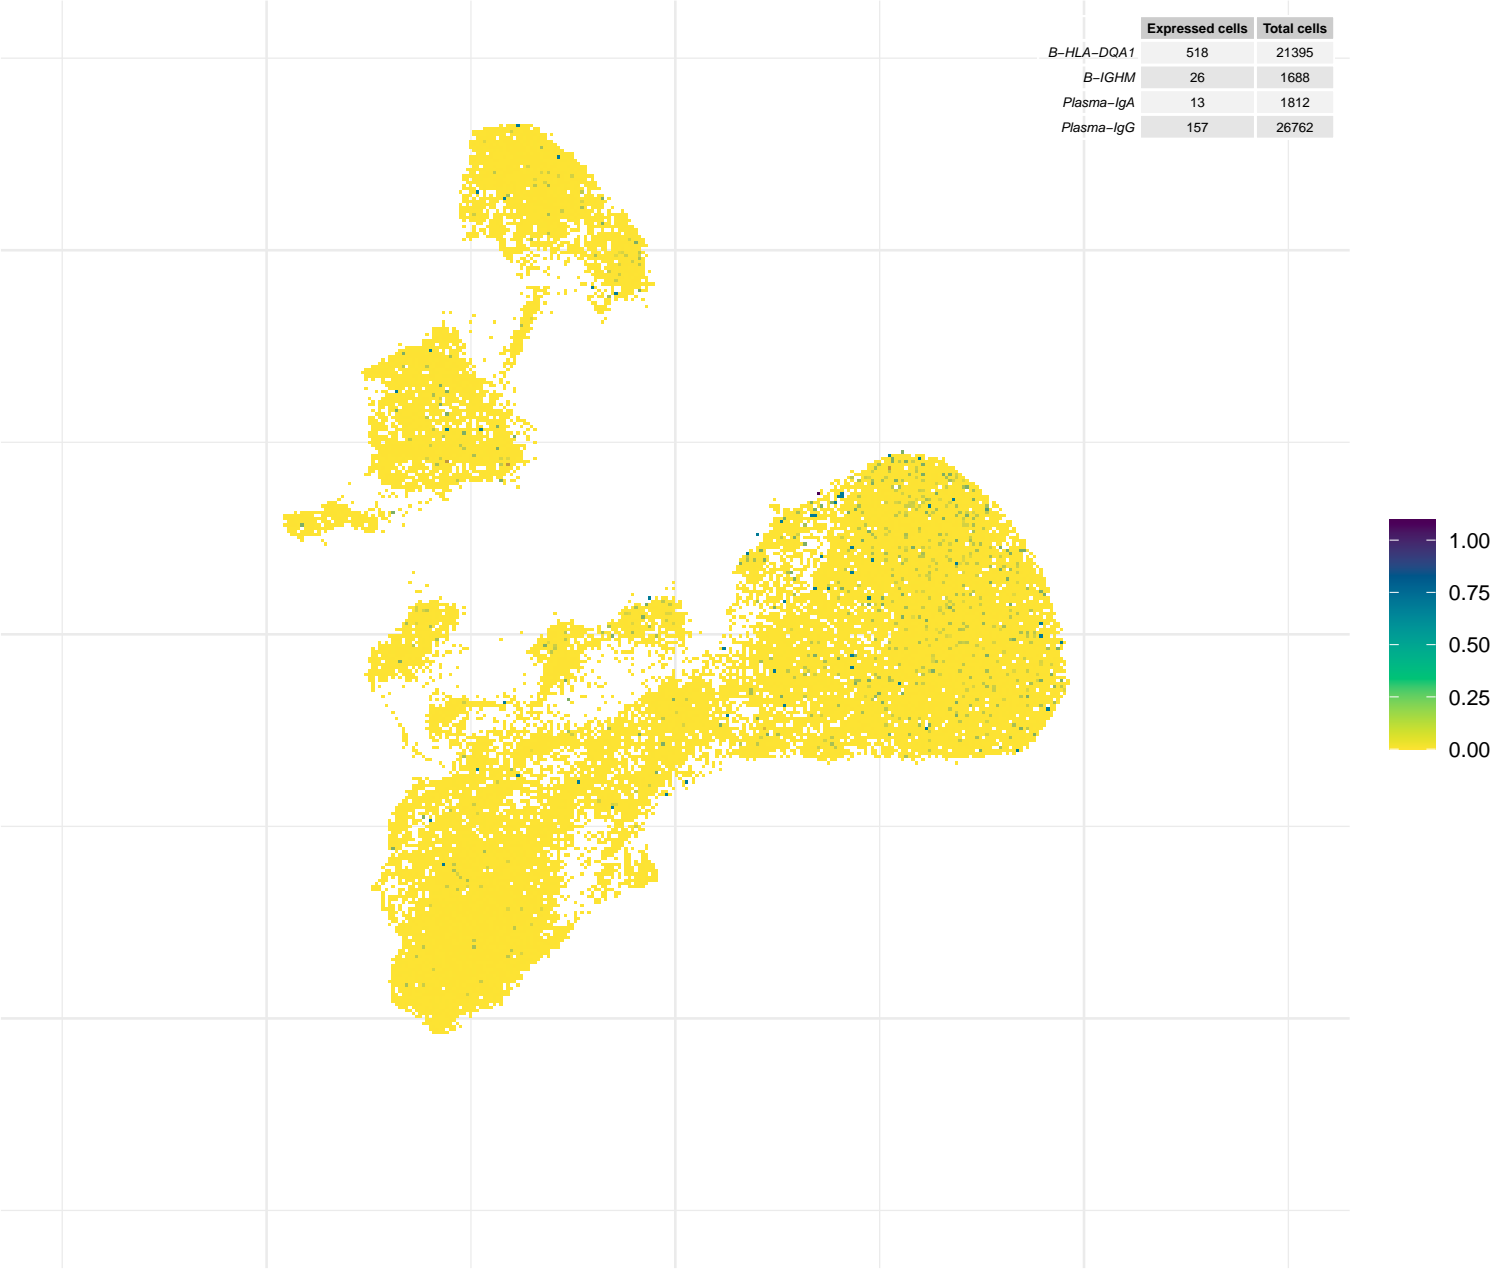 Expressed cells Total cells
B−HLA−DQA1 518 21395
B−IGHM 26 1688
Plasma−IgA 13 1812
Plasma−IgG 157 26762
1.00
0.75
0.50
0.25
0.00